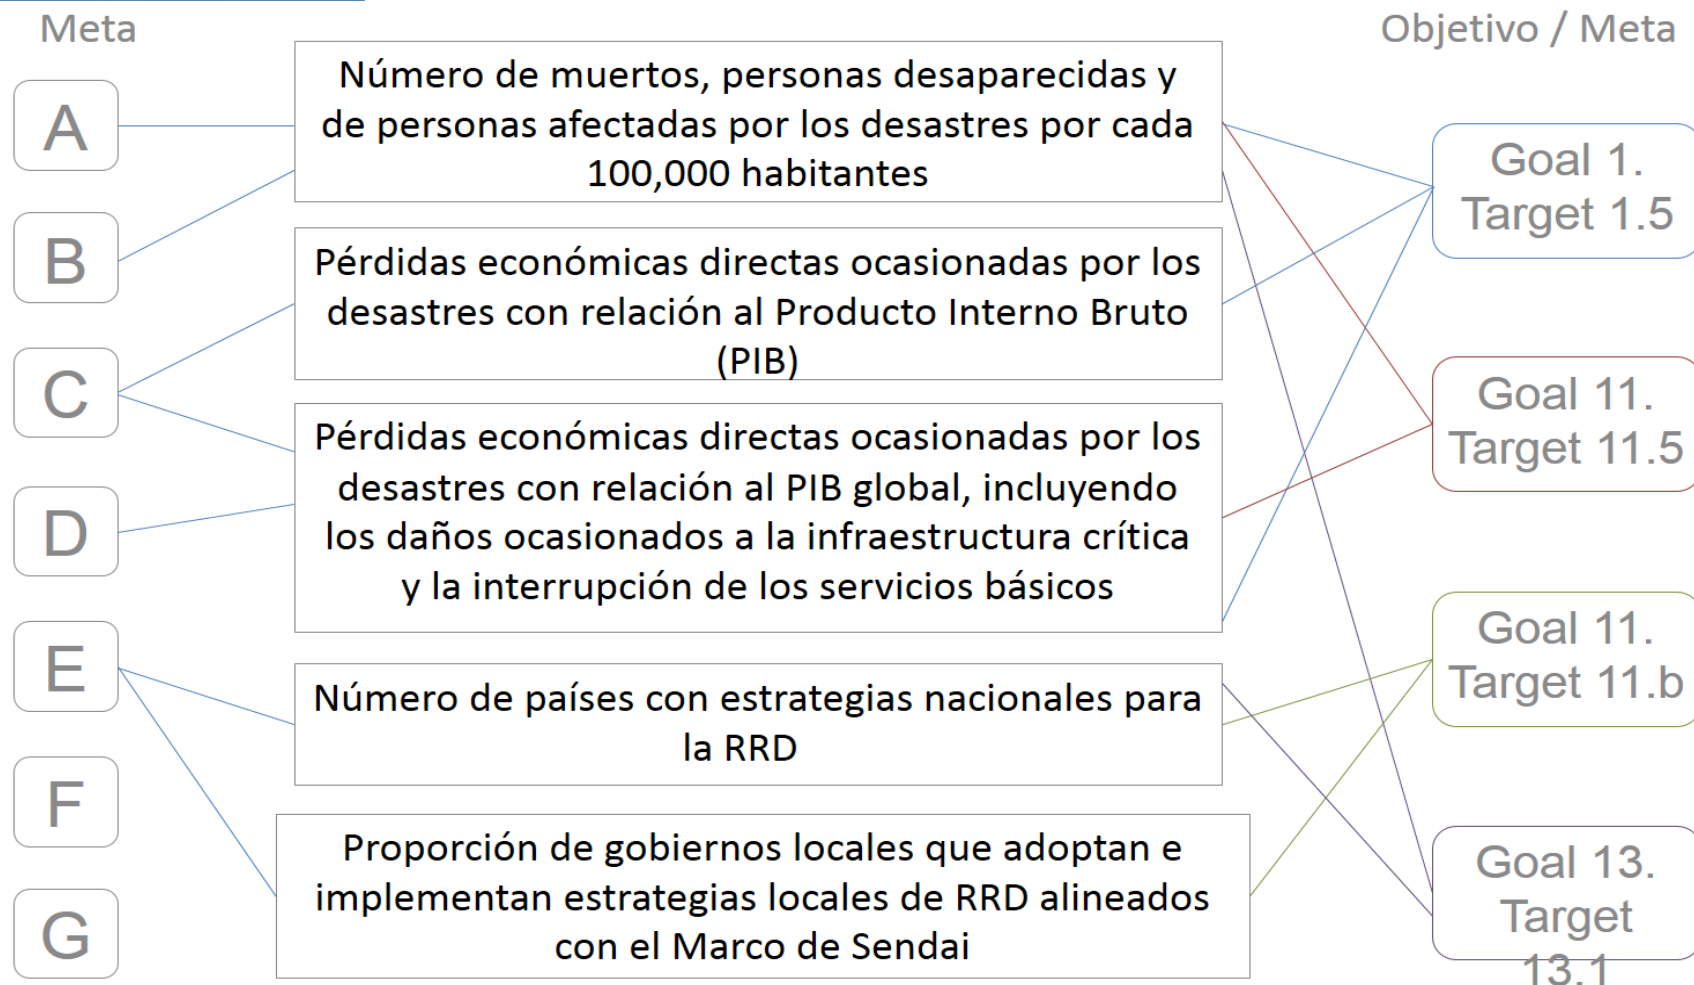 Meta
Objetivo / Meta
A
B
C
D
E
F
G
Número de muertos, personas desaparecidas y
de personas afectadas por los desastres por cada
100,000 habitantes
Pérdidas económicas directas ocasionadas por los
desastres con relación al Producto Interno Bruto
(PIB)
Pérdidas económicas directas ocasionadas por los
desastres con relación al PIB global, incluyendo
los daños ocasionados a la infraestructura crítica
y la interrupción de los servicios básicos
Número de países con estrategias nacionales para
la RRD
Proporción de gobiernos locales que adoptan e
implementan estrategias locales de RRD alineados
con el Marco de Sendai
Goal 1.
Target 1.5
Goal 11.
Target 11.5
Goal 11.
Target 11.b
Goal 13.
Target
13.1